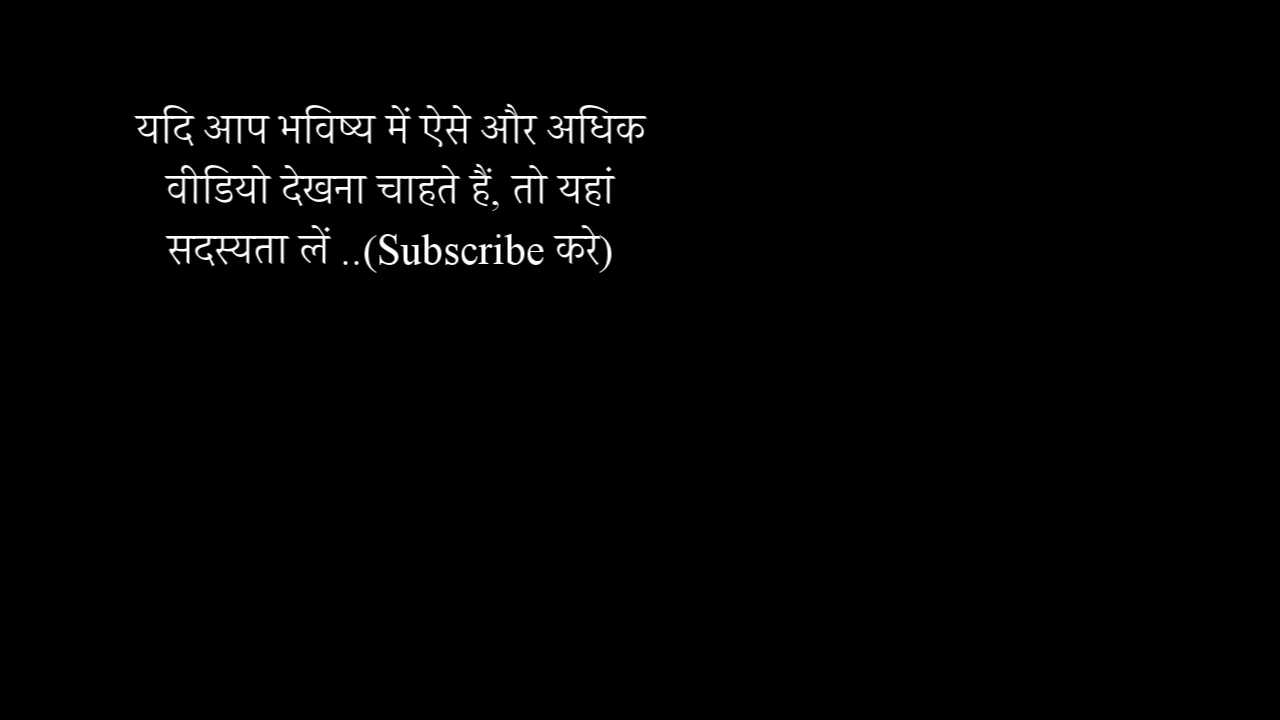 यदि आप भविष्य में ऐसे और अधिक
वीडियो देखना चाहते हैं, तो यहां
सदस्यता लें ..(Subscribe करे)